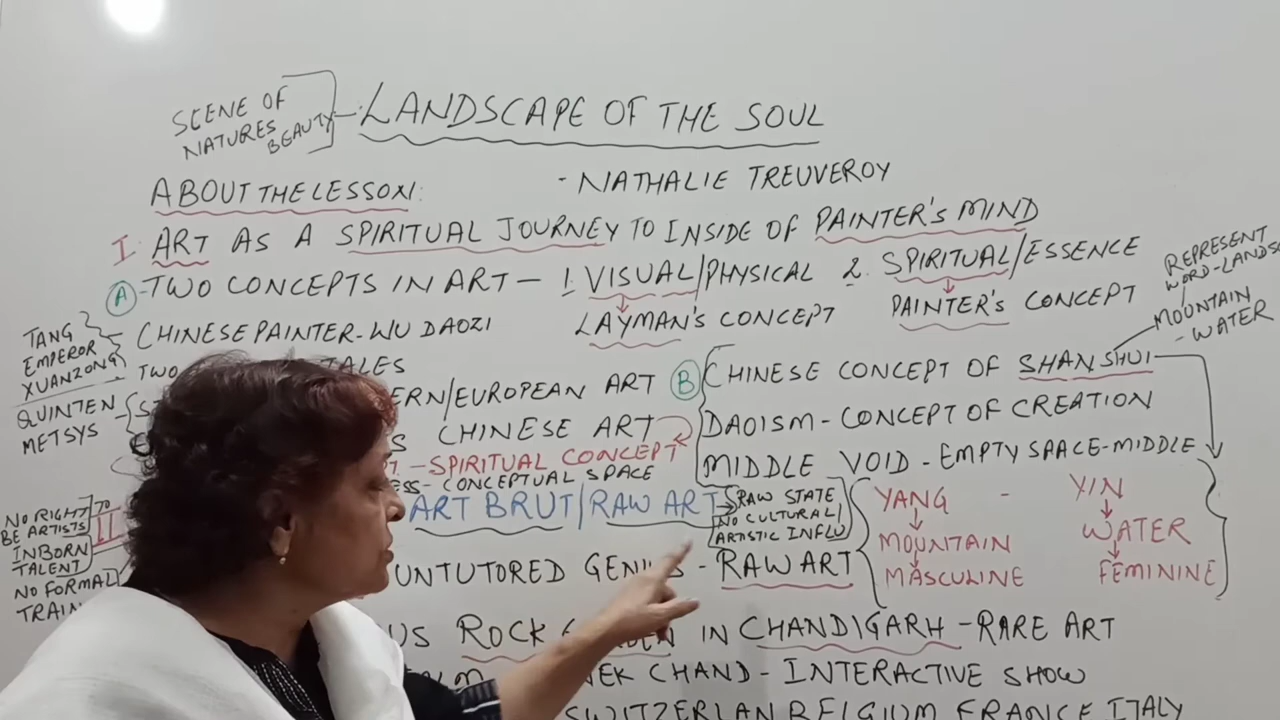 SCENE OF
NATURES
BEAUTY
LANDSCAPE OF THE SOUL
ABOUT THE LESSON:
- NATHALIE TREUVEROY
I. ART AS A SPIRITUAL JOURNEY TO INSIDE OF PAINTER'S MIND
A - TWO CONCEPTS IN ART - 1. VISUAL/PHYSICAL 2. SPIRITUAL/ESSENCE
LAYMAN'S CONCEPT PAINTER'S CONCEPT
REPRESENT
MOUNTAIN
- WATER
TANG
EMPEROR
XUANZONG
CHINESE PAINTER - WU DAOZI
TWO
QUINTEN
METSYS
ERN/EUROPEAN ART
CHINESE ART
- SPIRITUAL CONCEPT
- CONCEPTUAL SPACE
B CHINESE CONCEPT OF SHANSHUI
DAOISM - CONCEPT OF CREATION
MIDDLE VOID - EMPTY SPACE - MIDDLE
YANG - YIN
MOUNTAIN WATER
MASCULINE FEMININE
NO RIGHT TO
BE ARTISTS
INBORN
TALENT
NO FORMAL
II
ART BRUT/RAW ART
RAW STATE
NO CULTURAL/
ARTISTIC INFLU
UNTUTORED GENIUS - RAW ART
ROCK GARDEN IN CHANDIGARH - RARE ART
CHAND - INTERACTIVE SHOW
SWITZERLAND BELGIUM FRANCE ITALY